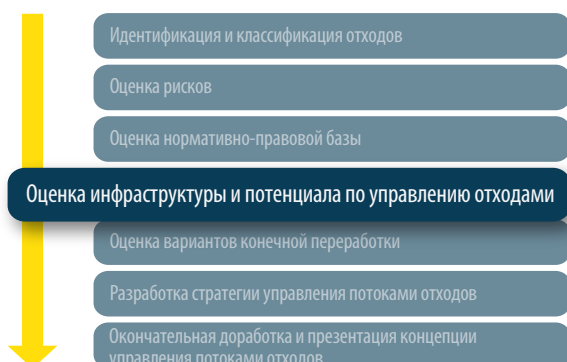 Идентификация и классификация отходов
Оценка рисков
Оценка нормативно-правовой базы
Оценка инфраструктуры и потенциала по управлению отходами
Оценка вариантов конечной переработки
Разработка стратегии управления потоками отходов
Окончательная доработка и презентация концепции
управления потоками отходов